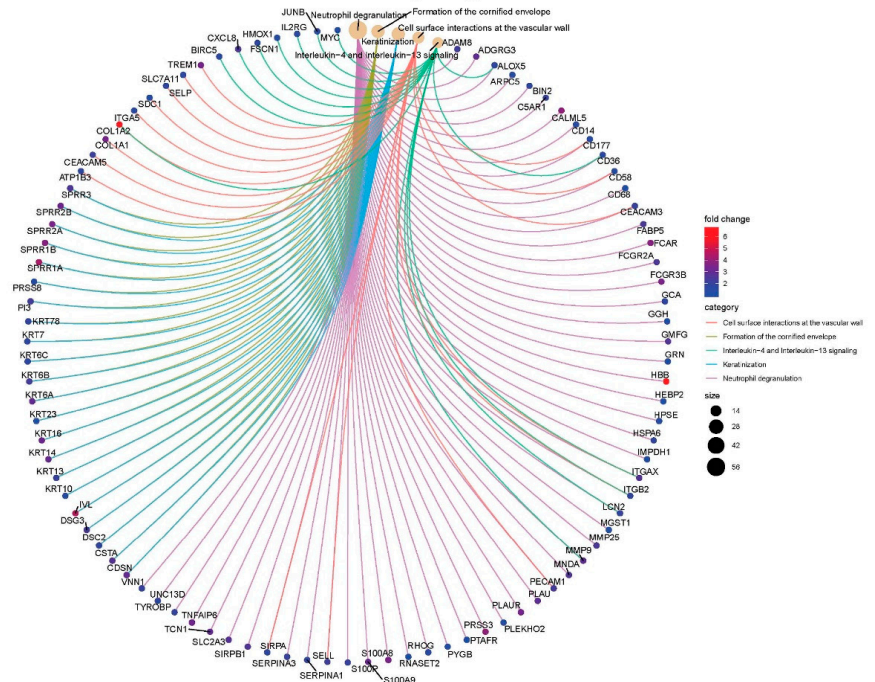 JUNB
Neutrophil degranulation
Formation of the cornified envelope
IL2RG
MYC
Cell surface interactions at the vascular wall
HMOX1
CXCL8
FSCN1
Keratinization
ADAM8
BIRC5
Interleukin−4 and interleukin−13 signaling
ADGRG3
TREM1
ALOX5
SLC7A11
ARPC5
SELP
BIN2
SDC1
C5AR1
ITGA5
CALML5
COL1A2
CD14
COL1A1
CD177
CEACAM5
CD36
ATP1B3
CD58
SPRR3
CD68
SPRR2B
CEACAM3
SPRR2A
FABP5
SPRR1B
FCAR
SPRR1A
FCGR2A
PRSS8
FCGR3B
PI3
GCA
KRT78
GGH
KRT7
GMFG
KRT6C
GRN
KRT6B
HBB
KRT6A
HEBP2
KRT23
HPSE
KRT16
HSPA6
KRT14
IMPDH1
KRT13
ITGAX
KRT10
ITGB2
IVL
LCN2
DSG3
MGST1
DSC2
MMP25
CSTA
MMP9
CDSN
MNDA
VNN1
PECAM1
UNC13D
PLAU
TYROBP
PLAUR
TNFAIP6
PLEKHO2
TCN1
PRSS3
SLC2A3
PTAFR
SIRPB1
PYGB
SIRPA
RHOG
SERPINA3
RNASET2
SELL
S100A8
SERPINA1
S100P
S100A9
fold change
6
5
4
3
2
category
Cell surface interactions at the vascular wall
Formation of the cornified envelope
Interleukin−4 and Interleukin−13 signaling
Keratinization
Neutrophil degranulation
size
14
28
42
56